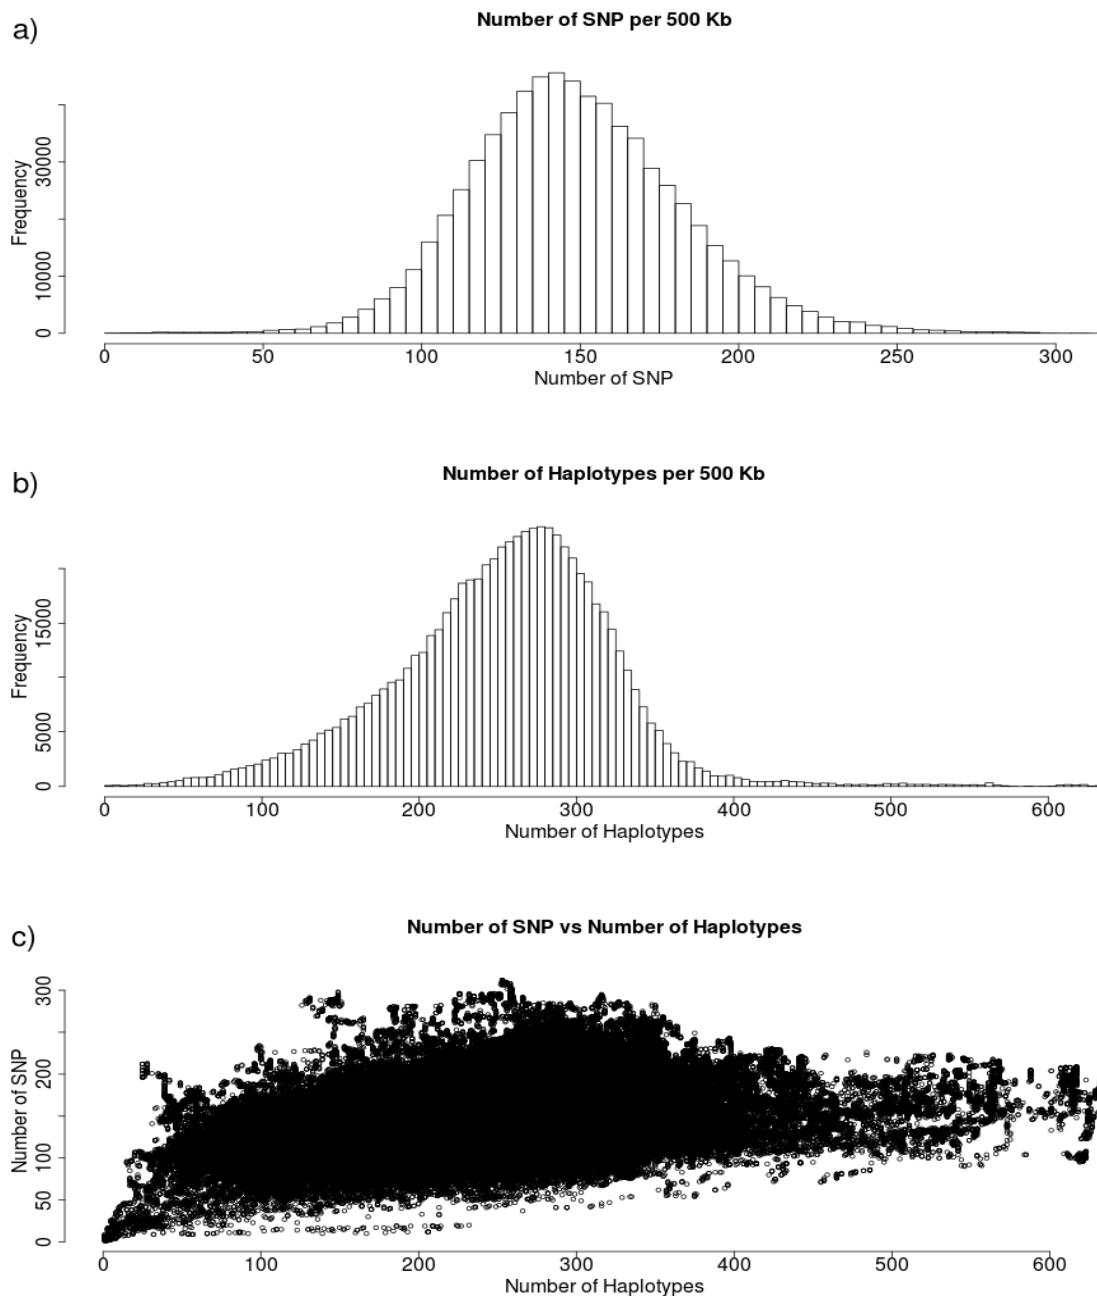 a)
Number of SNP per 500 Kb
Frequency
30000
10000
0
0 50 100 150 200 250 300
Number of SNP
b)
Number of Haplotypes per 500 Kb
Frequency
15000
5000
0
0 100 200 300 400 500 600
Number of Haplotypes
c)
Number of SNP vs Number of Haplotypes
Number of SNP
300
200
100
50
0
0 100 200 300 400 500 600
Number of Haplotypes